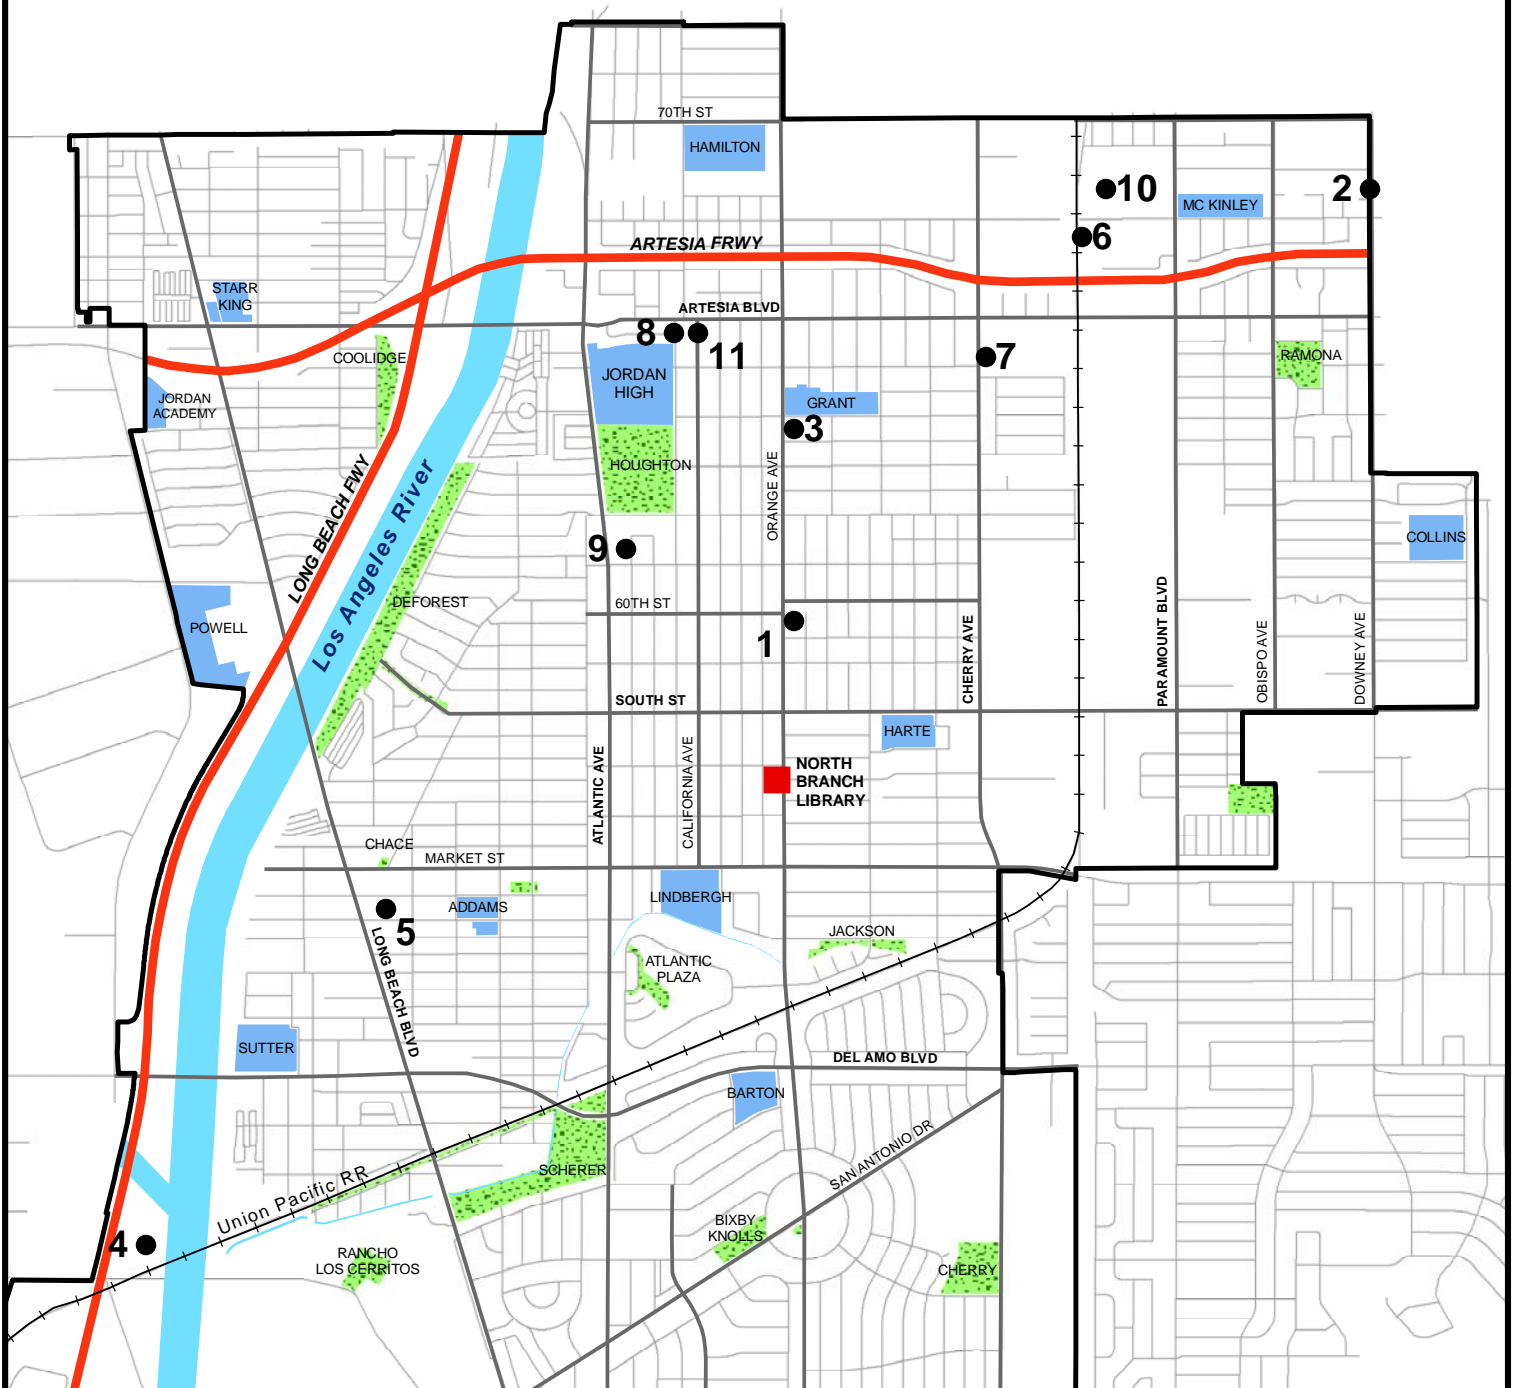 70TH ST
HAMILTON
10
2
MC KINLEY
6
ARTESIA FRWY
STARR
KING
ARTESIA BLVD
8
11
7
COOLIDGE
RAMONA
JORDAN
HIGH
JORDAN
ACADEMY
GRANT
3
HOUGHTON
ORANGE AVE
LONG BEACH FWY
Los Angeles River
COLLINS
9
DEFOREST
60TH ST
POWELL
1
CHERRY AVE
PARAMOUNT BLVD
OBISPO AVE
DOWNEY AVE
SOUTH ST
HARTE
ATLANTIC AVE
CALIFORNIA AVE
NORTH
BRANCH
LIBRARY
CHACE
MARKET ST
LINDBERGH
ADDAMS
5
JACKSON
LONG BEACH BLVD
ATLANTIC
PLAZA
SUTTER
DEL AMO BLVD
BARTON
SAN ANTONIO DR
SCHERER
Union Pacific RR
BIXBY
KNOLLS
4
RANCHO
LOS CERRITOS
CHERRY